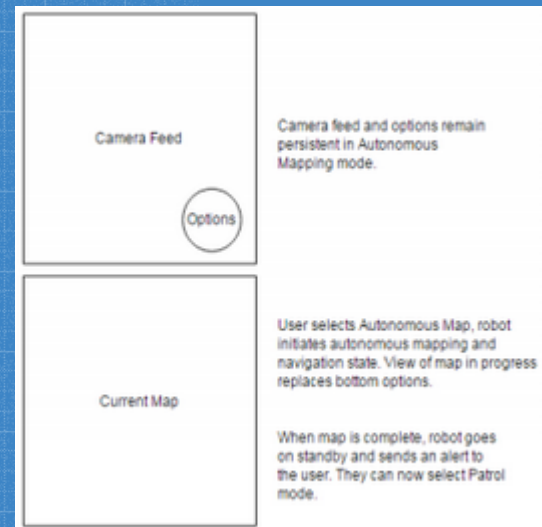 Camera Feed
Options
Camera feed and options remain
persistent in Autonomous
Mapping mode.
Current Map
User selects Autonomous Map, robot
initiates autonomous mapping and
navigation state. View of map in progress
replaces bottom options.
When map is complete, robot goes
on standby and sends an alert to
the user. They can now select Patrol
mode.